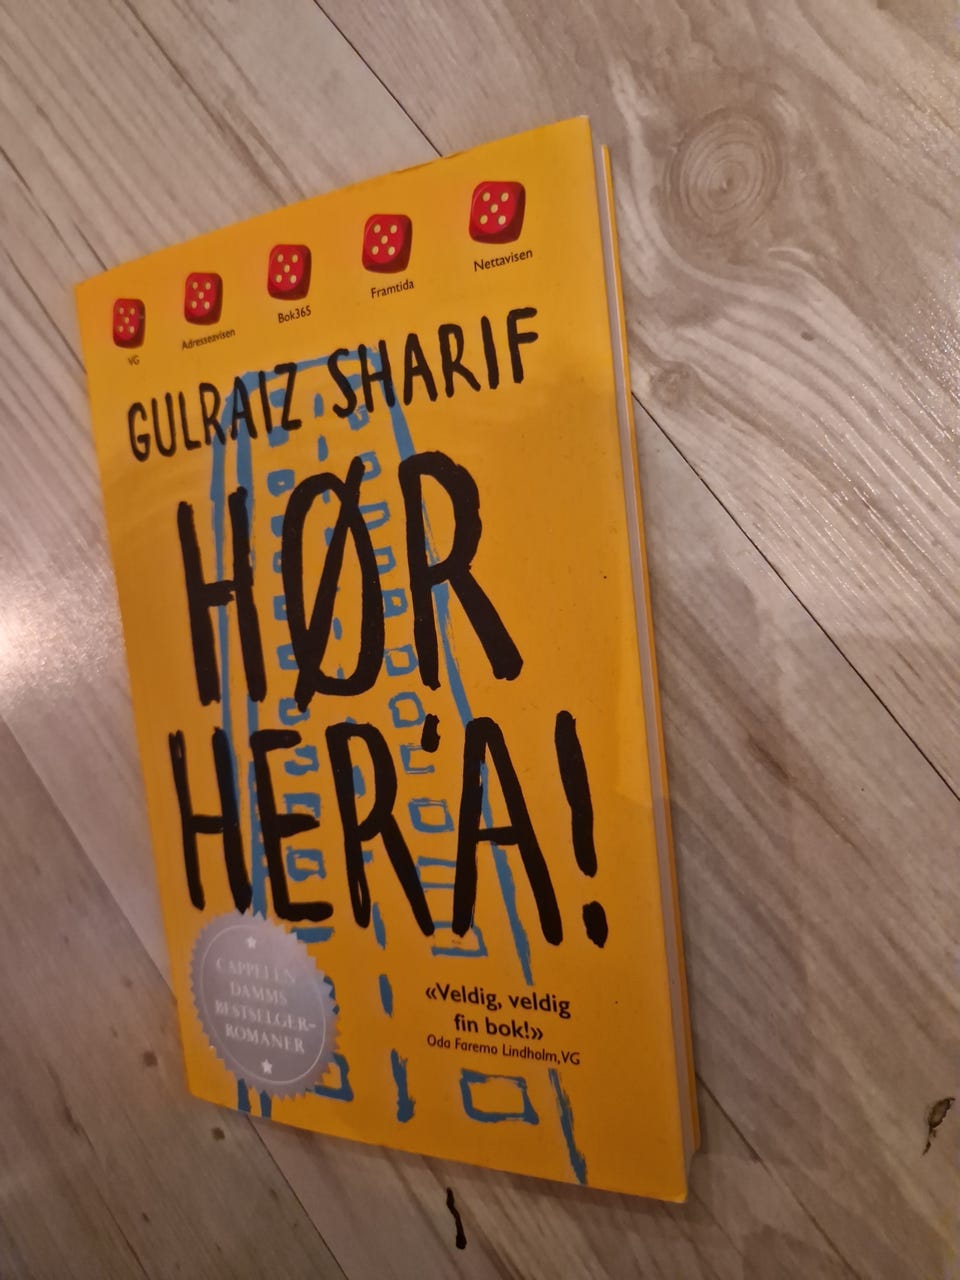 VG
Adresseavisen
Bok365
Framtida
Nettavisen
GULRAIZ SHARIF
HØR
HER'A!
CAPPELEN
DAMMS
BESTSELGER-
ROMANER
«Veldig, veldig
fin bok!»
Oda Faremo Lindholm, VG